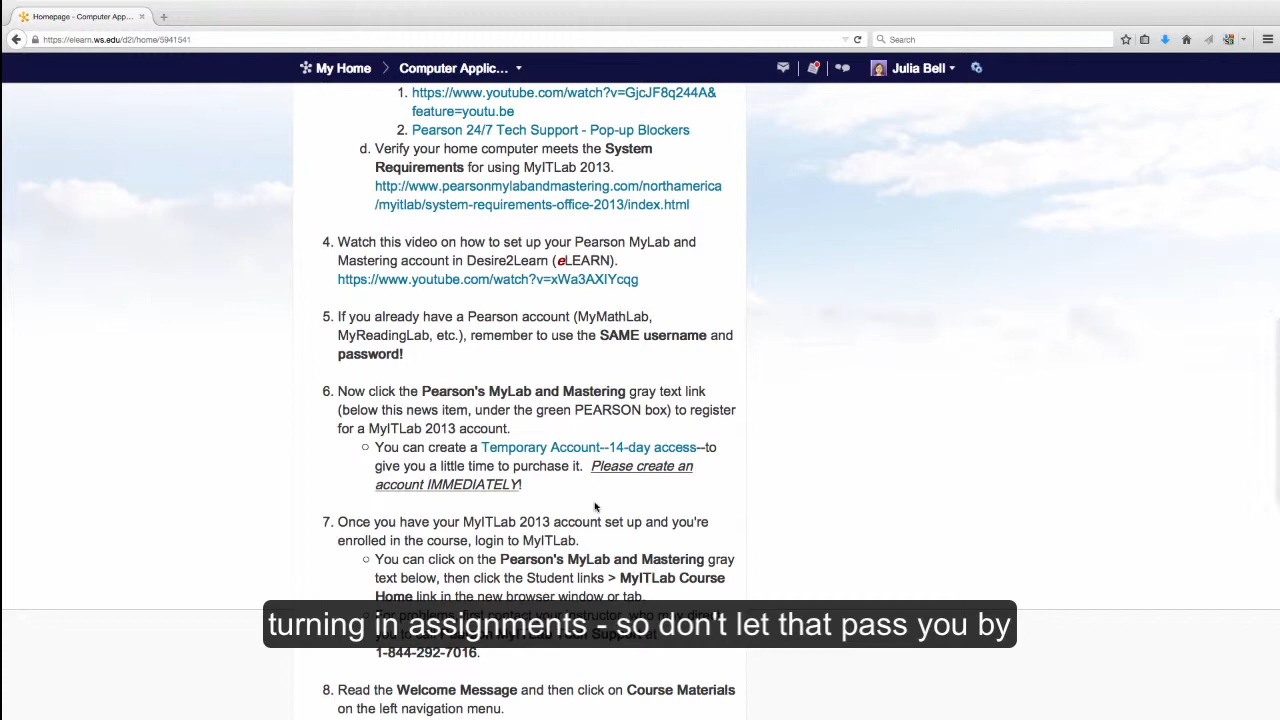 Homepage - Computer App...
https://elearn.ws.edu/d2l/home/5941541
Search
My Home
Computer Applic...
Julia Bell
1. https://www.youtube.com/watch?v=GjcJF8q244A&
feature=youtu.be
2. Pearson 24/7 Tech Support - Pop-up Blockers
d. Verify your home computer meets the System
Requirements for using MyITLab 2013.
http://www.pearsonmylabandmastering.com/northamerica
/myitlab/system-requirements-office-2013/index.html
4. Watch this video on how to set up your Pearson MyLab and
Mastering account in Desire2Learn (eLEARN).
https://www.youtube.com/watch?v=xWa3AXIYcqg
5. If you already have a Pearson account (MyMathLab,
MyReadingLab, etc.), remember to use the SAME username and
password!
6. Now click the Pearson's MyLab and Mastering gray text link
(below this news item, under the green PEARSON box) to register
for a MyITLab 2013 account.
You can create a Temporary Account--14-day access--to
give you a little time to purchase it. Please create an
account IMMEDIATELY!
7. Once you have your MyITLab 2013 account set up and you're
enrolled in the course, login to MyITLab.
You can click on the Pearson's MyLab and Mastering gray
text below, then click the Student links > MyITLab Course
Home link in the new browser window or tab.
turning in assignments - so don't let that pass you by
1-844-292-7016.
8. Read the Welcome Message and then click on Course Materials
on the left navigation menu.